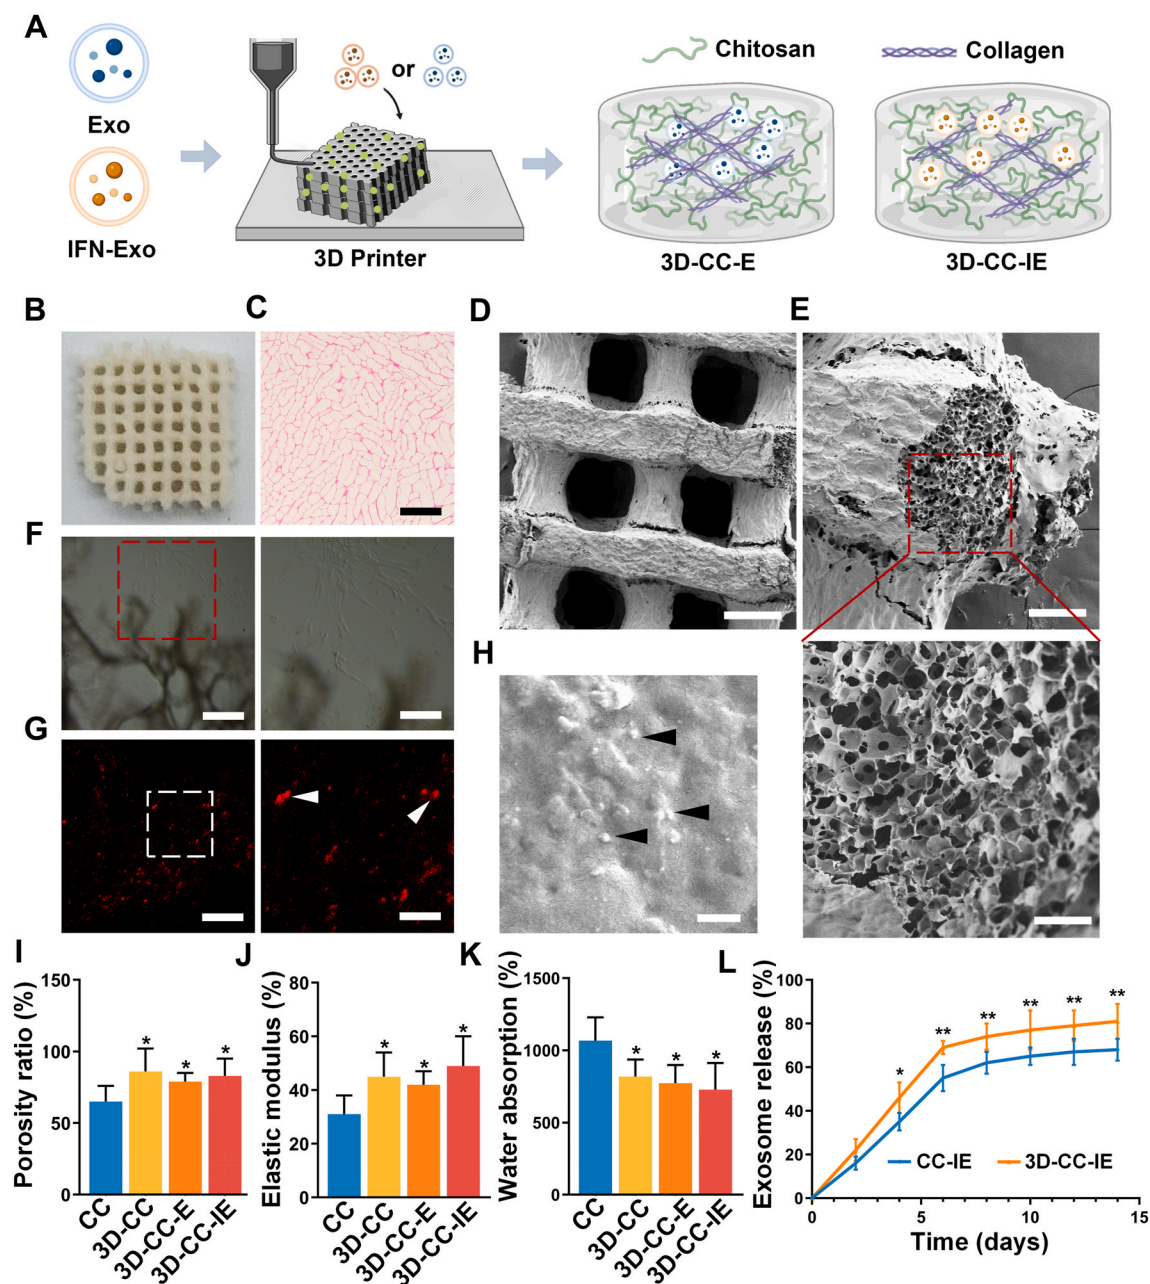 A
Exo
IFN-Exo
or
3D Printer
Chitosan
Collagen
3D-CC-E
3D-CC-IE
B
C
D
E
F
G
H
I
Porosity ratio (%)
150
100
50
0
*
*
*
CC
3D-CC
3D-CC-E
3D-CC-IE
J
Elastic modulus (%)
80
60
40
20
0
*
*
*
CC
3D-CC
3D-CC-E
3D-CC-IE
K
Water absorption (%)
1500
1000
500
0
*
*
*
CC
3D-CC
3D-CC-E
3D-CC-IE
L
Exosome release (%)
100
80
60
40
20
0
*
**
**
**
**
**
CC-IE
3D-CC-IE
0
5
10
15
Time (days)